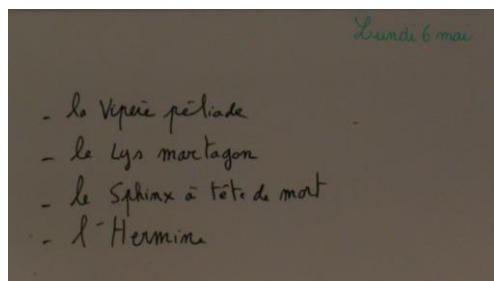 Lundi 6 mai
- la Vipère péliade
- le Lys martagon
- le Sphinx à tête de mort
- l'Hermine